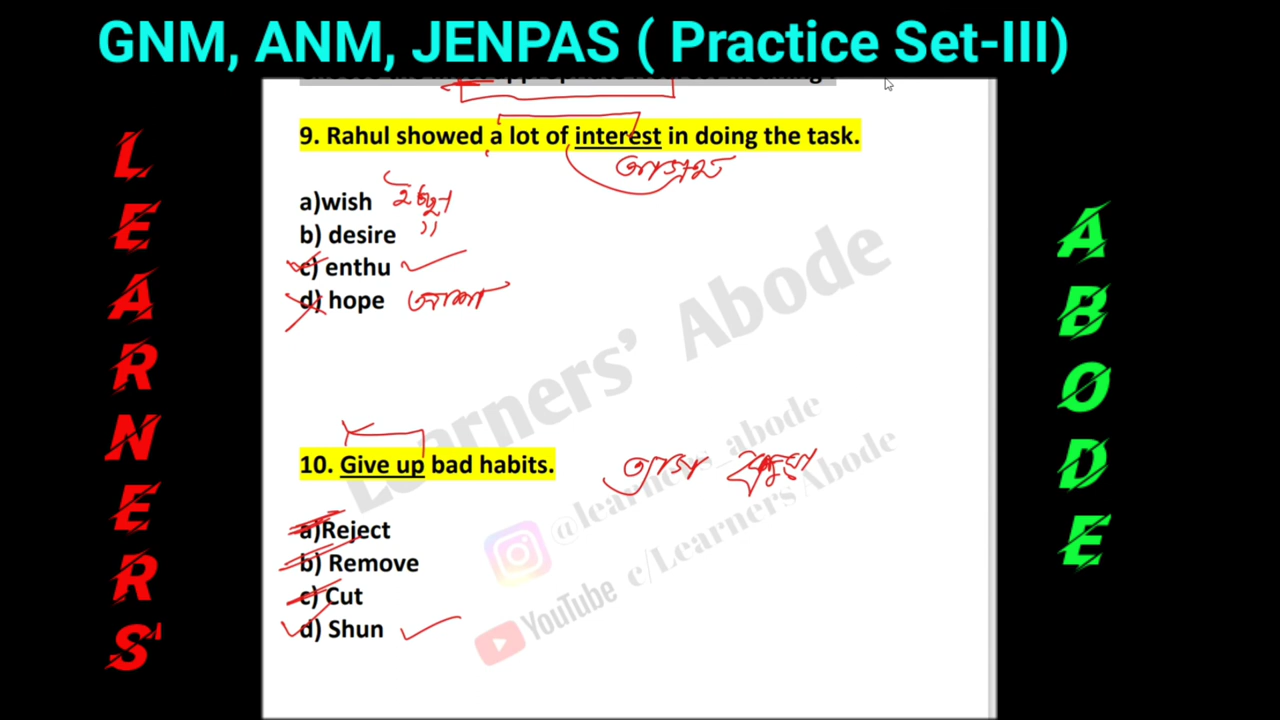 GNM, ANM, JENPAS ( Practice Set-III)
LEARNERS'
ABODE
9. Rahul showed a lot of interest in doing the task.
আগ্রহ
a)wish ইচ্ছা
b) desire "
c) enthu
d) hope আশা
10. Give up bad habits.
ত্যাগ করা
a)Reject
b) Remove
c) Cut
d) Shun
Learners' Abode
@learners_abode
YouTube c/Learners Abode